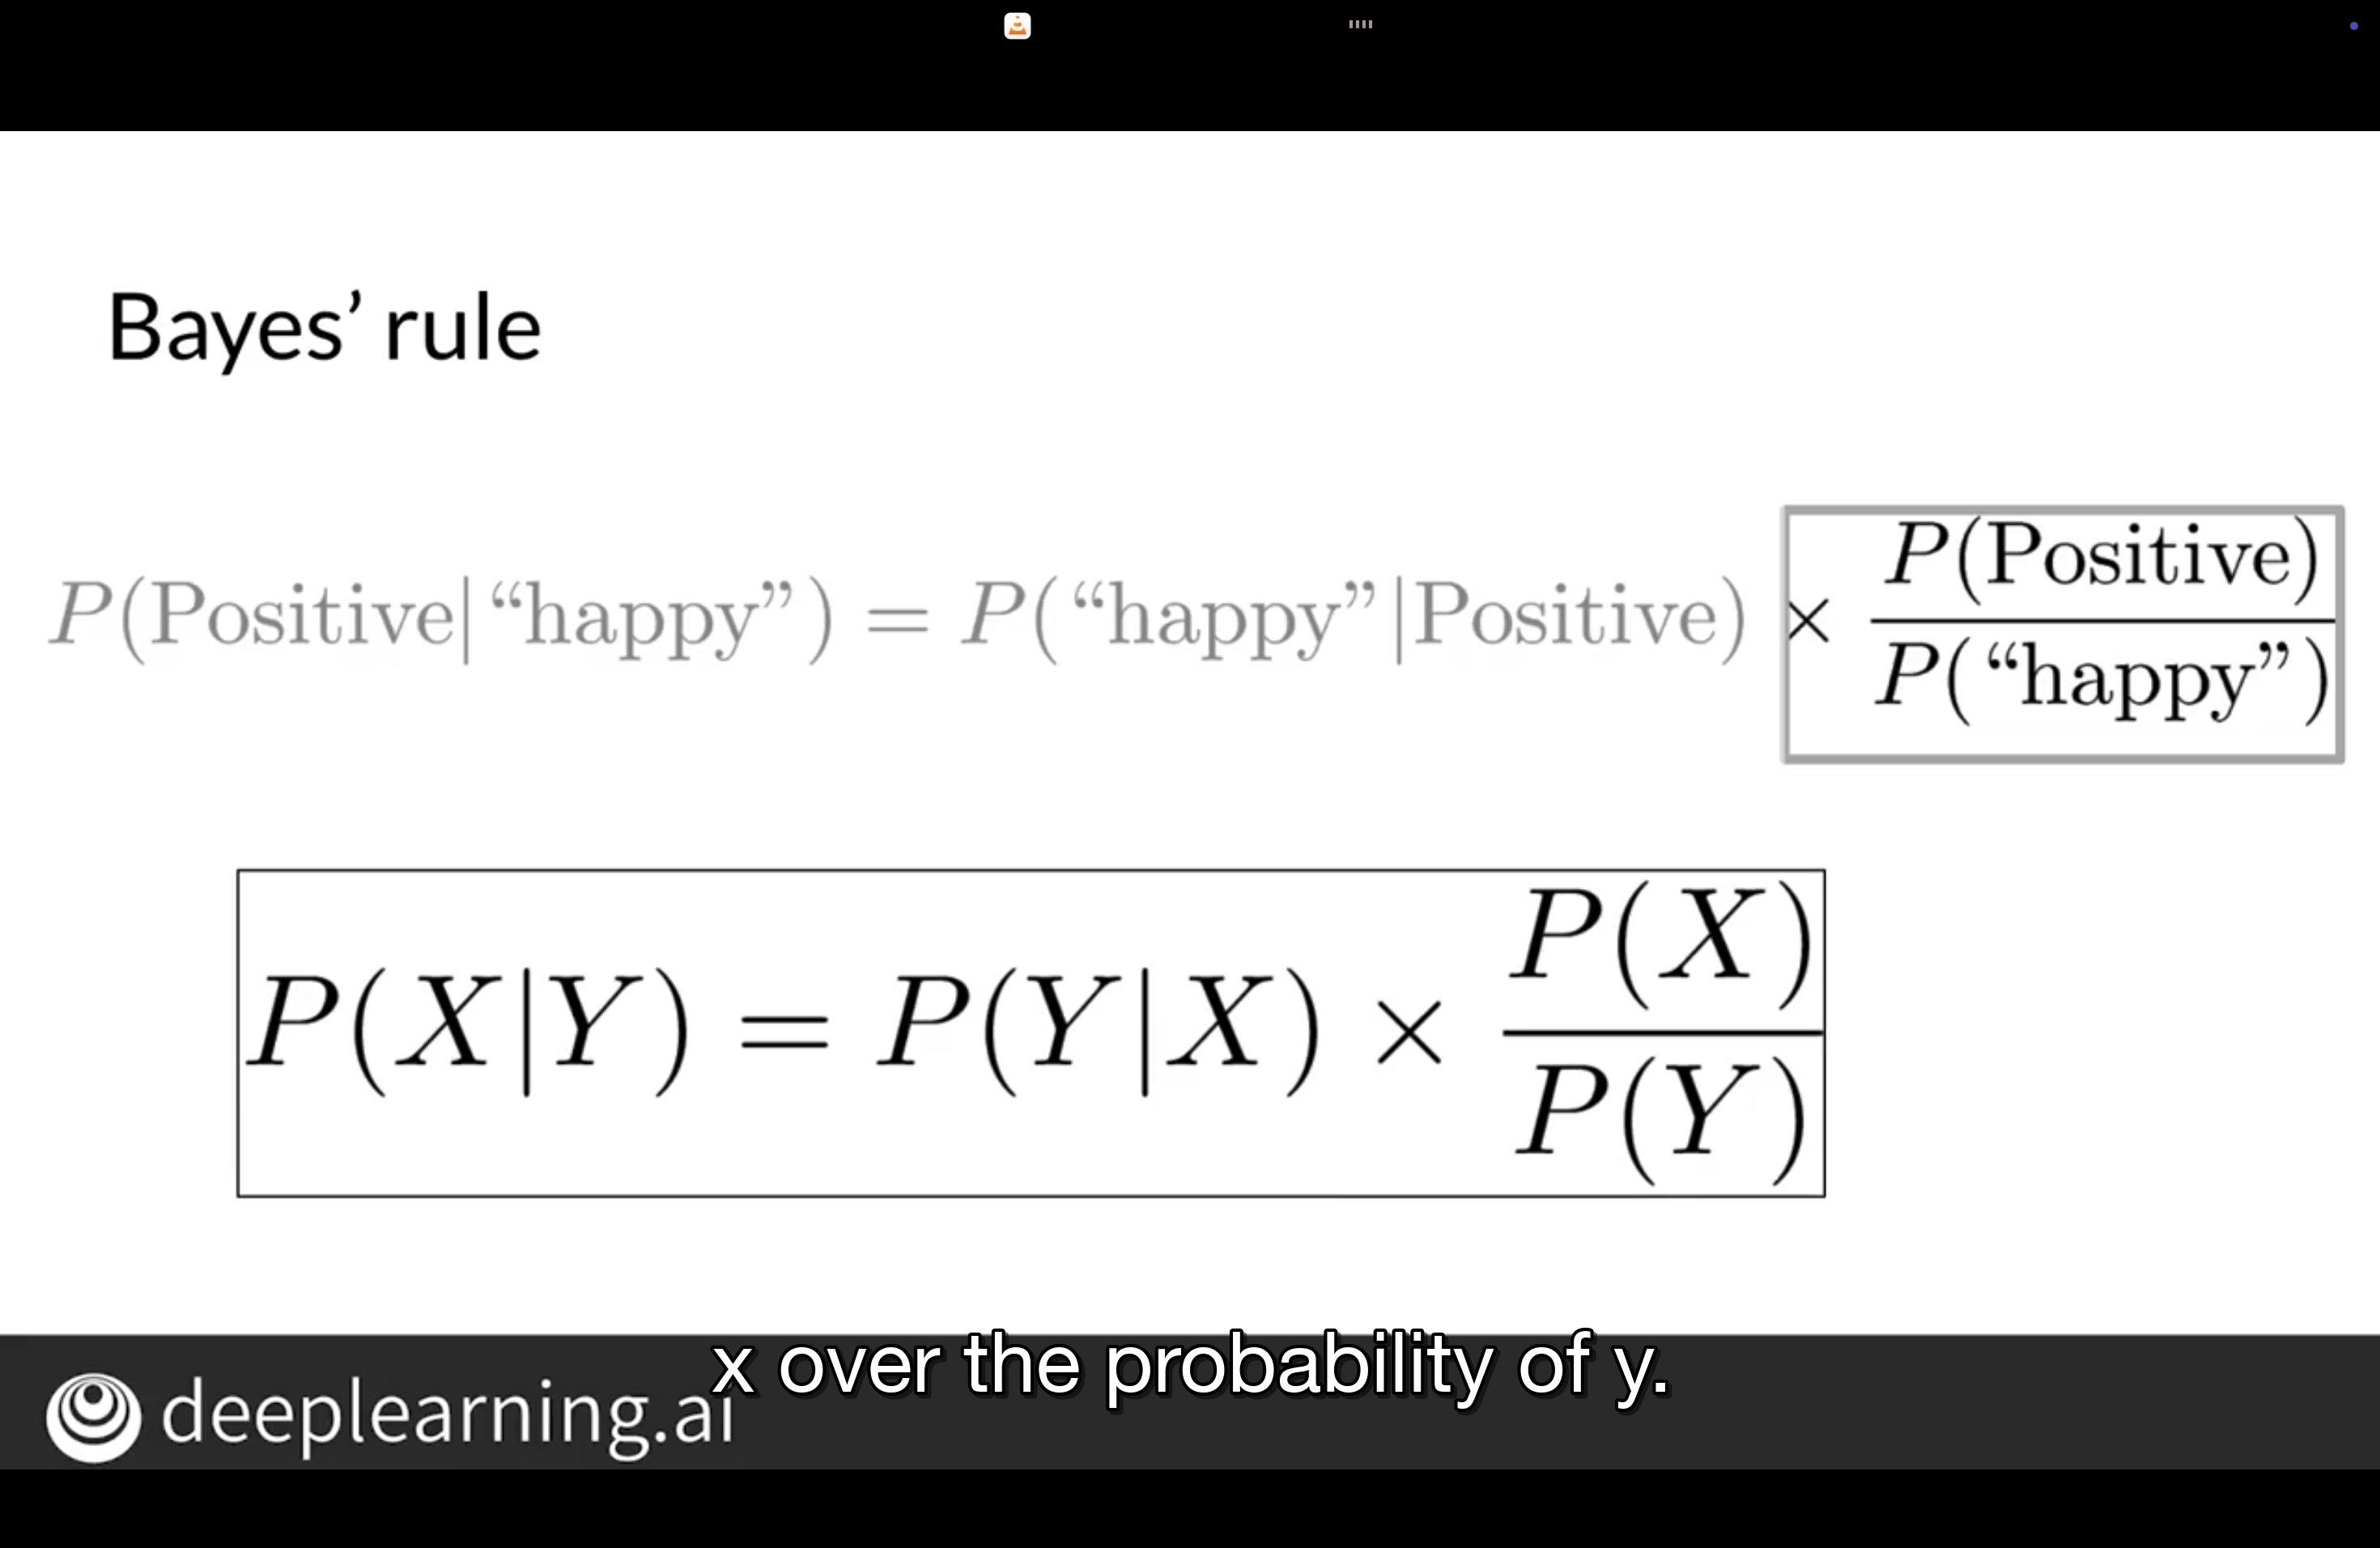 Bayes’ rule
P(Positive|“happy”) = P(“happy”|Positive) × P(Positive) / P(“happy”)
P(X|Y) = P(Y|X) × P(X) / P(Y)
x over the probability of y.
deeplearning.ai